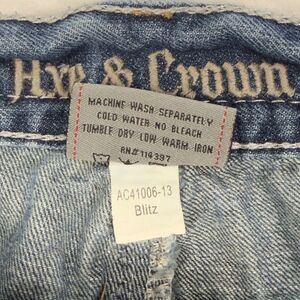 Axe & Crown
MACHINE WASH SEPARATELY
COLD WATER NO BLEACH
TUMBLE DRY LOW WARM IRON
RN# 114397
AC41006-13
Blitz